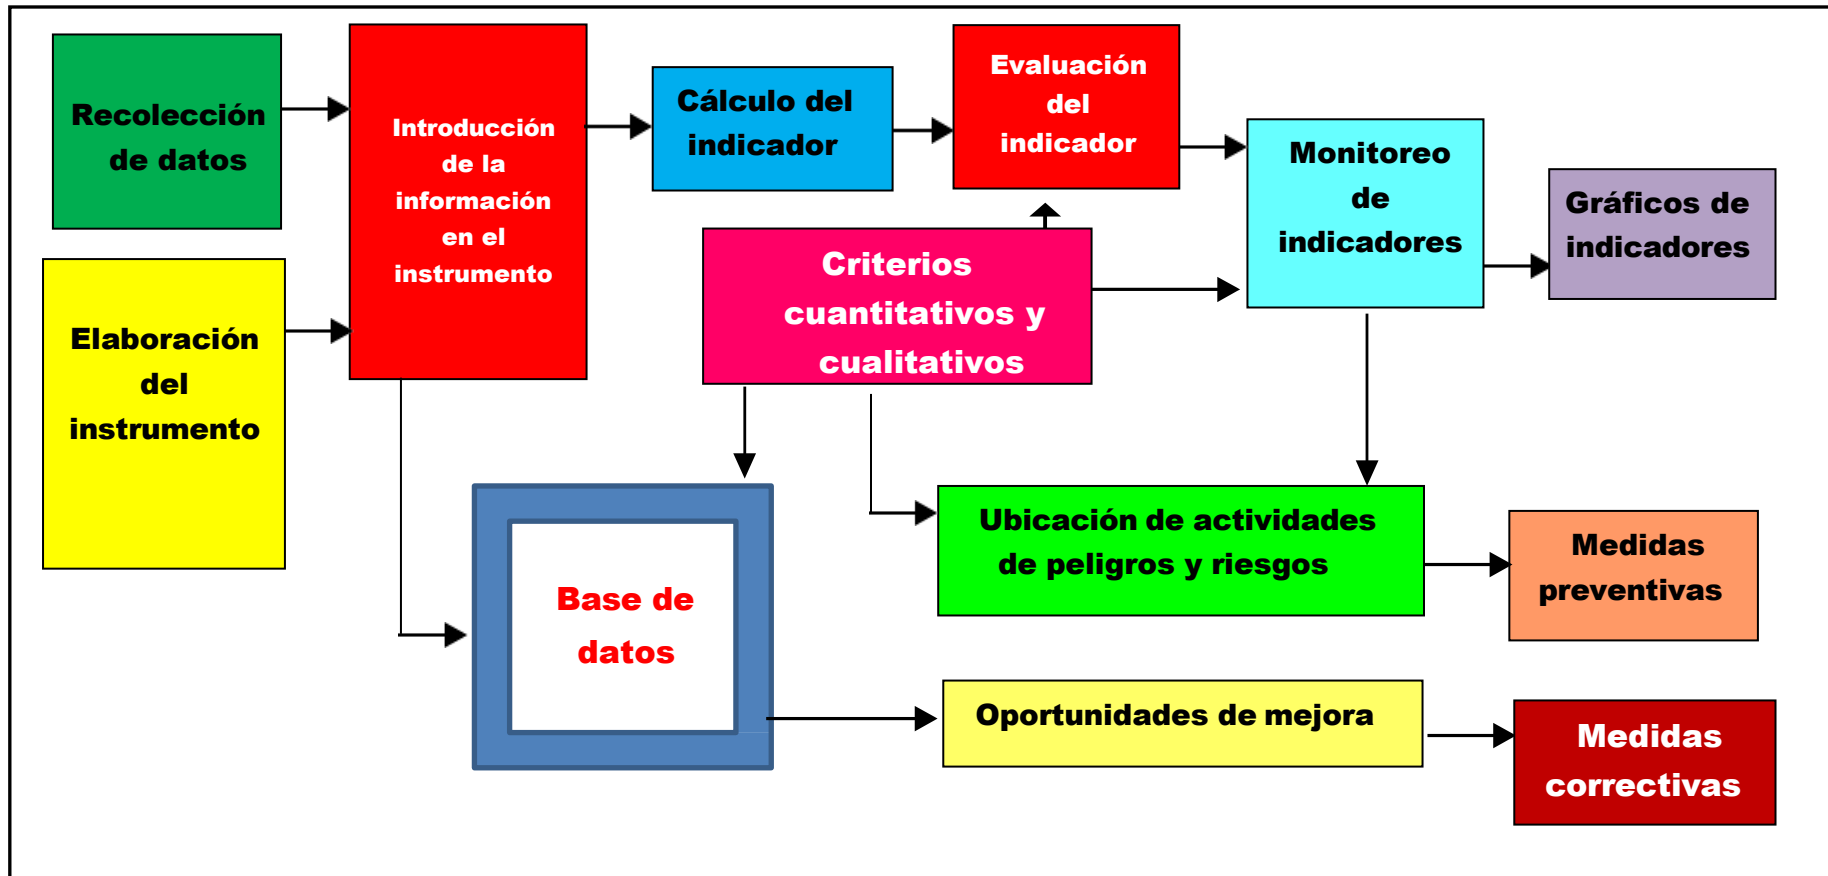 Recolección
de datos
Elaboración
del
instrumento
Introducción
de la
información
en el
instrumento
Cálculo del
indicador
Evaluación
del
indicador
Criterios
cuantitativos y
cualitativos
Monitoreo
de
indicadores
Gráficos de
indicadores
Base de
datos
Ubicación de actividades
de peligros y riesgos
Medidas
preventivas
Oportunidades de mejora
Medidas
correctivas